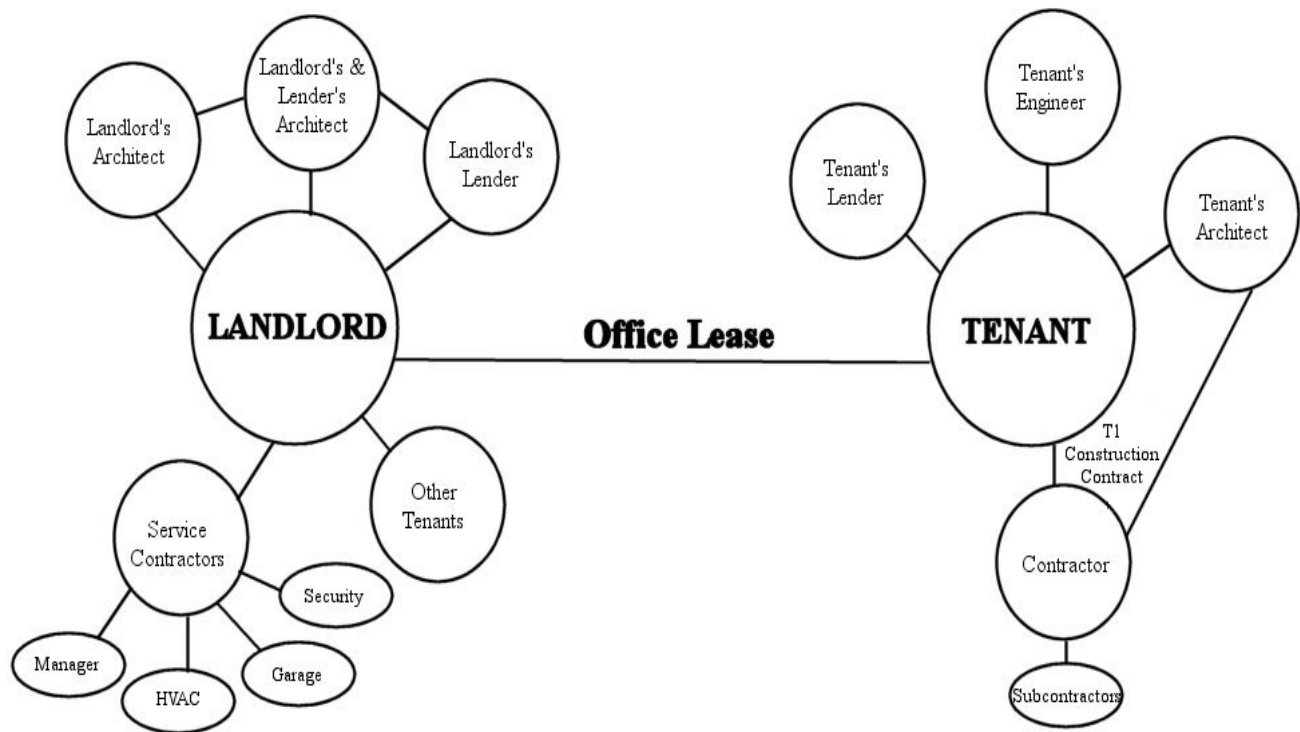 Landlord's &
Lender's
Architect
Landlord's
Architect
Landlord's
Lender
Tenant's
Engineer
Tenant's
Lender
Tenant's
Architect
LANDLORD
Office Lease
TENANT
T1
Construction
Contract
Other
Tenants
Service
Contractors
Contractor
Security
Manager
Garage
HVAC
Subcontractors